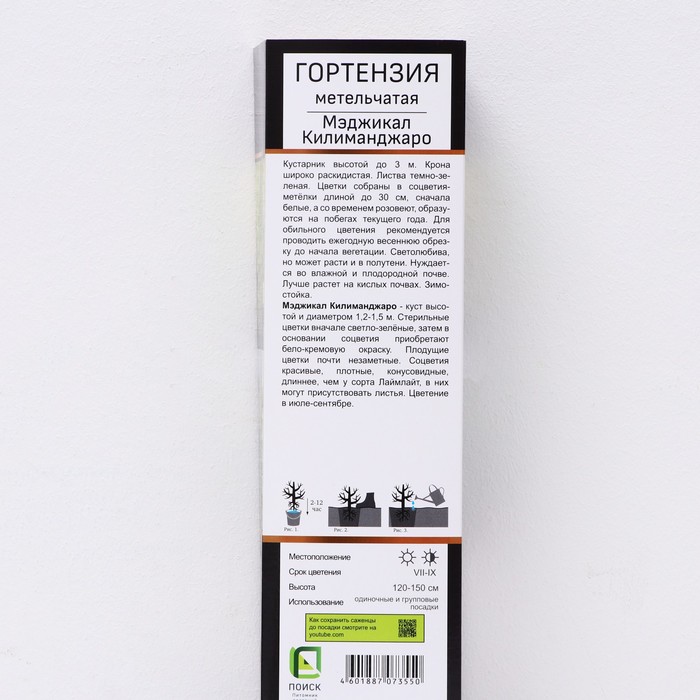 ГОРТЕНЗИЯ
метельчатая
Мэджикал
Килиманджаро
Кустарник высотой до 3 м. Крона
широко раскидистая. Листва темно-зе-
леная. Цветки собраны в соцветия-
метёлки длиной до 30 см, сначала
белые, а со временем розовеют, образу-
ются на побегах текущего года. Для
обильного цветения рекомендуется
проводить ежегодную весеннюю обрез-
ку до начала вегетации. Светолюбива,
но может расти и в полутени. Нуждает-
ся во влажной и плодородной почве.
Лучше растет на кислых почвах. Зимо-
стойка.
Мэджикал Килиманджаро - куст высо-
той и диаметром 1,2-1,5 м. Стерильные
цветки вначале светло-зелёные, затем в
основании соцветия приобретают
бело-кремовую окраску. Плодущие
цветки почти незаметные. Соцветия
красивые, плотные, конусовидные,
длиннее, чем у сорта Лаймлайт, в них
могут присутствовать листья. Цветение
в июле-сентябре.
2-12
час
Рис. 1. Рис. 2. Рис. 3.
Местоположение
Срок цветения VII-IX
Высота 120-150 см
Использование одиночные и групповые
посадки
Как сохранить саженцы
до посадки смотрите на
youtube.com
ПОИСК
Питомник
4 601887 073550